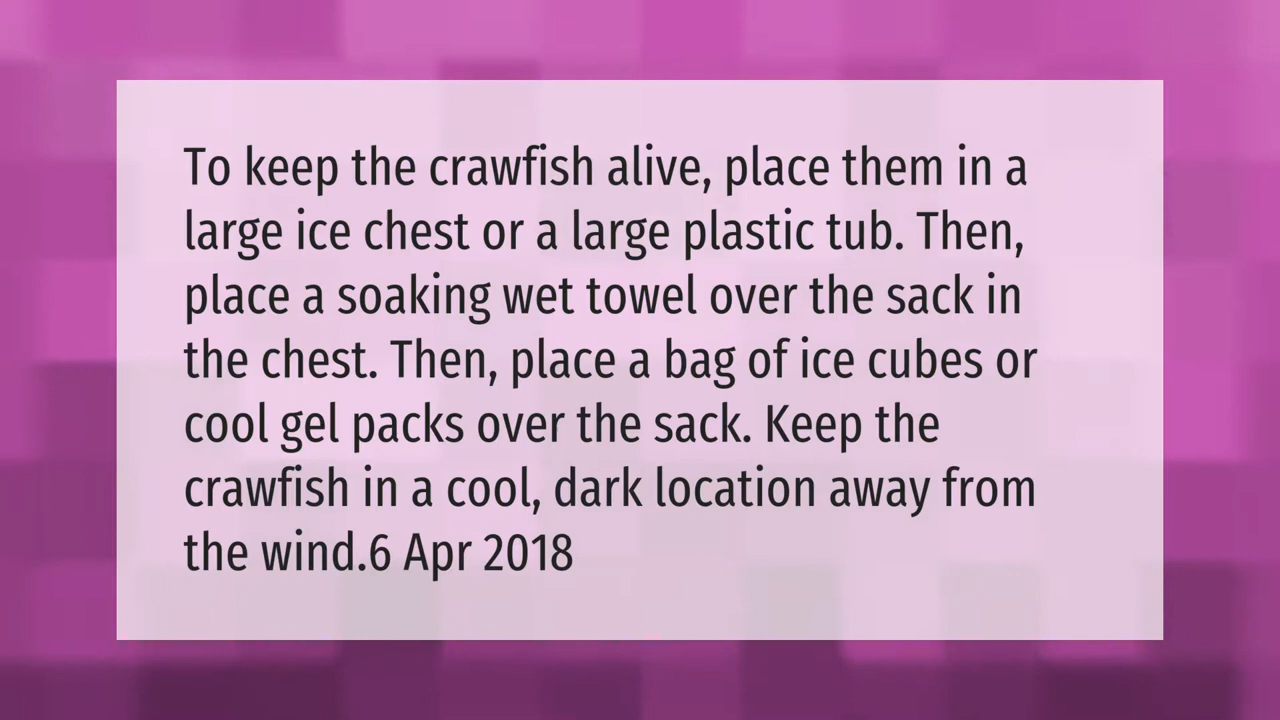 To keep the crawfish alive, place them in a
large ice chest or a large plastic tub. Then,
place a soaking wet towel over the sack in
the chest. Then, place a bag of ice cubes or
cool gel packs over the sack. Keep the
crawfish in a cool, dark location away from
the wind.6 Apr 2018